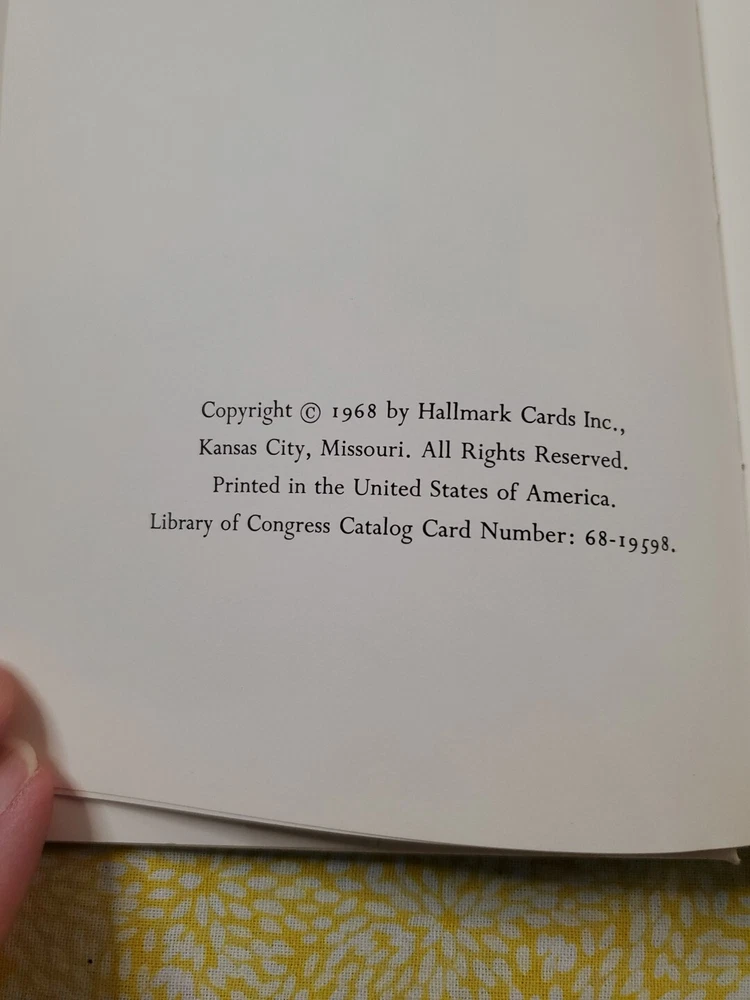 Copyright © 1968 by Hallmark Cards Inc.,
Kansas City, Missouri. All Rights Reserved.
Printed in the United States of America.
Library of Congress Catalog Card Number: 68-19598.